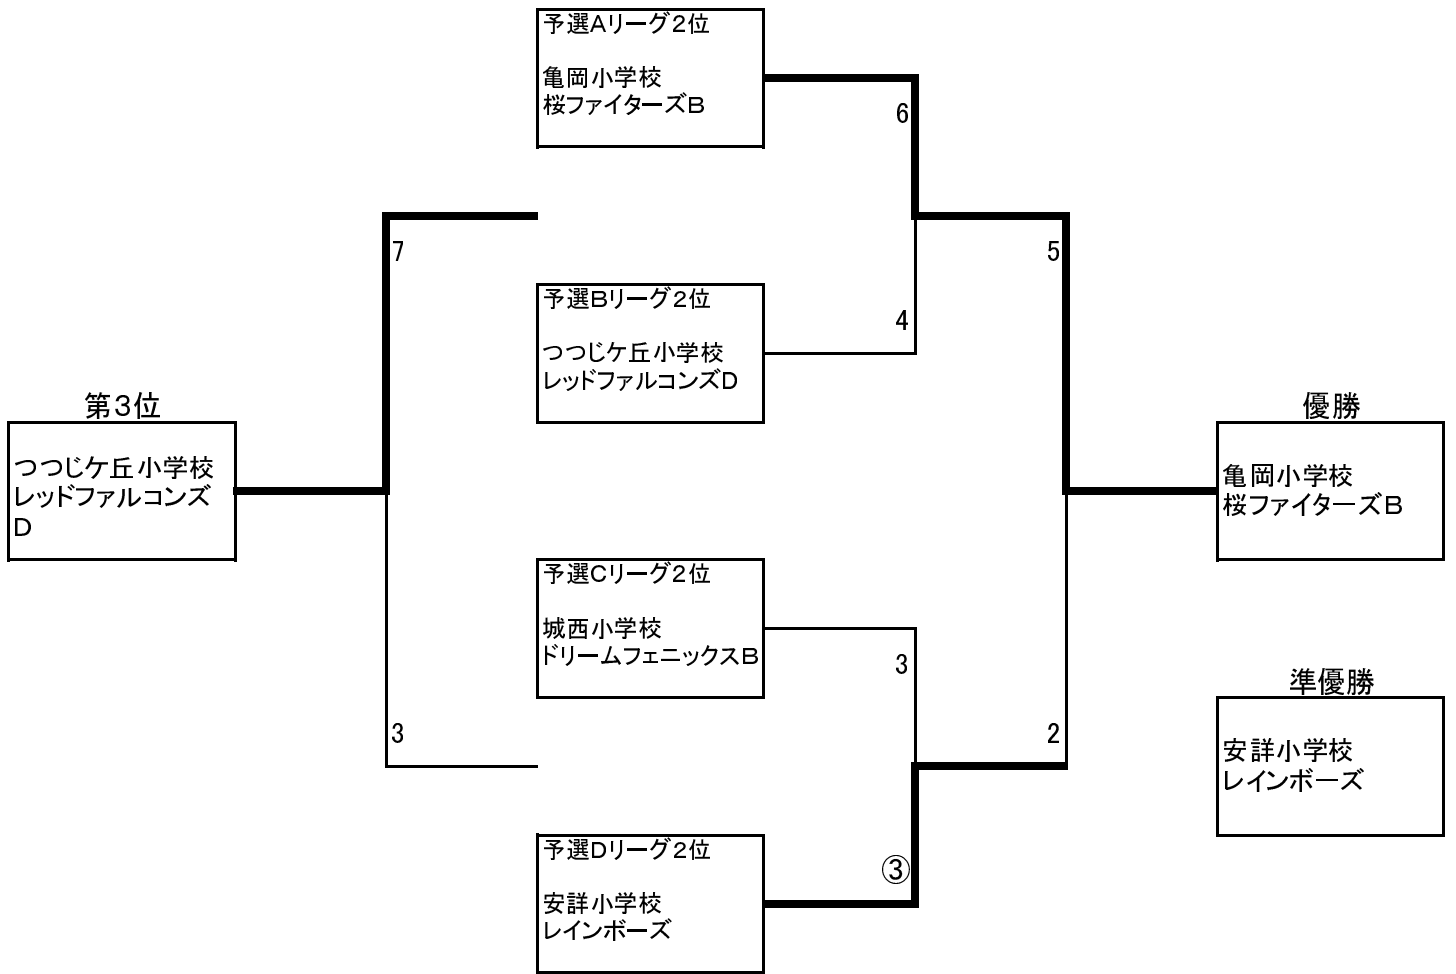 予選Aリーグ２位
亀岡小学校
桜ファイターズB
6
7
5
予選Bリーグ２位
4
つつじケ丘小学校
レッドファルコンズD
第３位
つつじケ丘小学校
レッドファルコンズ
D
優勝
亀岡小学校
桜ファイターズB
予選Cリーグ２位
城西小学校
ドリームフェニックスB
3
3
2
準優勝
安詳小学校
レインボーズ
予選Dリーグ２位
③
安詳小学校
レインボーズ